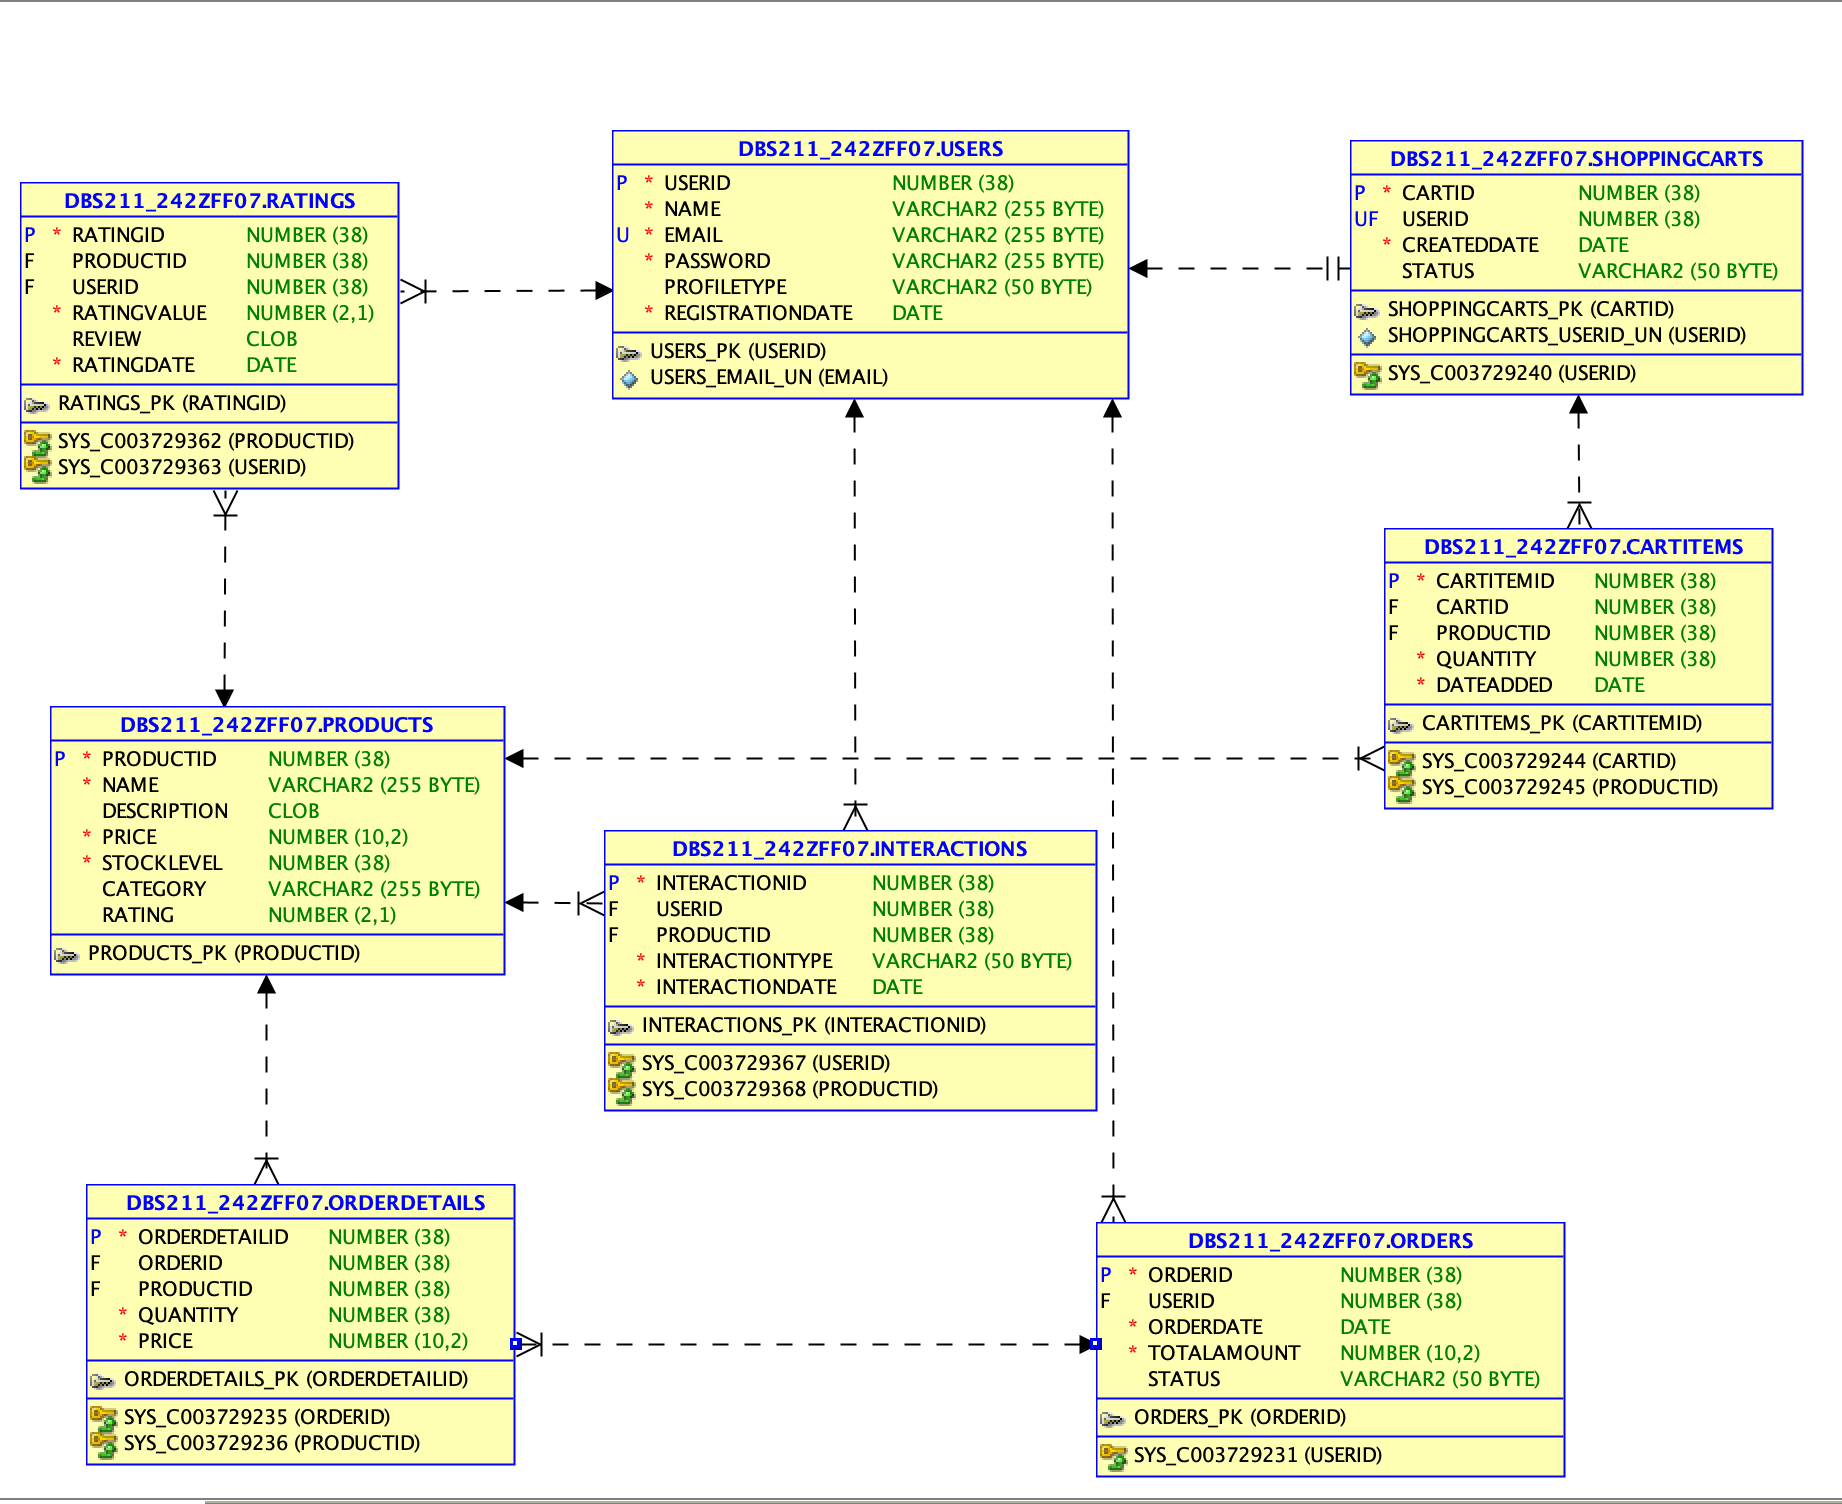 DBS211_242ZFF07.RATINGS
P * RATINGID NUMBER (38)
F PRODUCTID NUMBER (38)
F USERID NUMBER (38)
* RATINGVALUE NUMBER (2,1)
REVIEW CLOB
* RATINGDATE DATE
RATINGS_PK (RATINGID)
SYS_C003729362 (PRODUCTID)
SYS_C003729363 (USERID)
DBS211_242ZFF07.USERS
P * USERID NUMBER (38)
* NAME VARCHAR2 (255 BYTE)
U * EMAIL VARCHAR2 (255 BYTE)
* PASSWORD VARCHAR2 (255 BYTE)
PROFILETYPE VARCHAR2 (50 BYTE)
* REGISTRATIONDATE DATE
USERS_PK (USERID)
USERS_EMAIL_UN (EMAIL)
DBS211_242ZFF07.SHOPPINGCARTS
P * CARTID NUMBER (38)
UF USERID NUMBER (38)
* CREATEDDATE DATE
STATUS VARCHAR2 (50 BYTE)
SHOPPINGCARTS_PK (CARTID)
SHOPPINGCARTS_USERID_UN (USERID)
SYS_C003729240 (USERID)
DBS211_242ZFF07.CARTITEMS
P * CARTITEMID NUMBER (38)
F CARTID NUMBER (38)
F PRODUCTID NUMBER (38)
* QUANTITY NUMBER (38)
* DATEADDED DATE
CARTITEMS_PK (CARTITEMID)
SYS_C003729244 (CARTID)
SYS_C003729245 (PRODUCTID)
DBS211_242ZFF07.PRODUCTS
P * PRODUCTID NUMBER (38)
* NAME VARCHAR2 (255 BYTE)
DESCRIPTION CLOB
* PRICE NUMBER (10,2)
* STOCKLEVEL NUMBER (38)
CATEGORY VARCHAR2 (255 BYTE)
RATING NUMBER (2,1)
PRODUCTS_PK (PRODUCTID)
DBS211_242ZFF07.INTERACTIONS
P * INTERACTIONID NUMBER (38)
F USERID NUMBER (38)
F PRODUCTID NUMBER (38)
* INTERACTIONTYPE VARCHAR2 (50 BYTE)
* INTERACTIONDATE DATE
INTERACTIONS_PK (INTERACTIONID)
SYS_C003729367 (USERID)
SYS_C003729368 (PRODUCTID)
DBS211_242ZFF07.ORDERDETAILS
P * ORDERDETAILID NUMBER (38)
F ORDERID NUMBER (38)
F PRODUCTID NUMBER (38)
* QUANTITY NUMBER (38)
* PRICE NUMBER (10,2)
ORDERDETAILS_PK (ORDERDETAILID)
SYS_C003729235 (ORDERID)
SYS_C003729236 (PRODUCTID)
DBS211_242ZFF07.ORDERS
P * ORDERID NUMBER (38)
F USERID NUMBER (38)
* ORDERDATE DATE
* TOTALAMOUNT NUMBER (10,2)
STATUS VARCHAR2 (50 BYTE)
ORDERS_PK (ORDERID)
SYS_C003729231 (USERID)